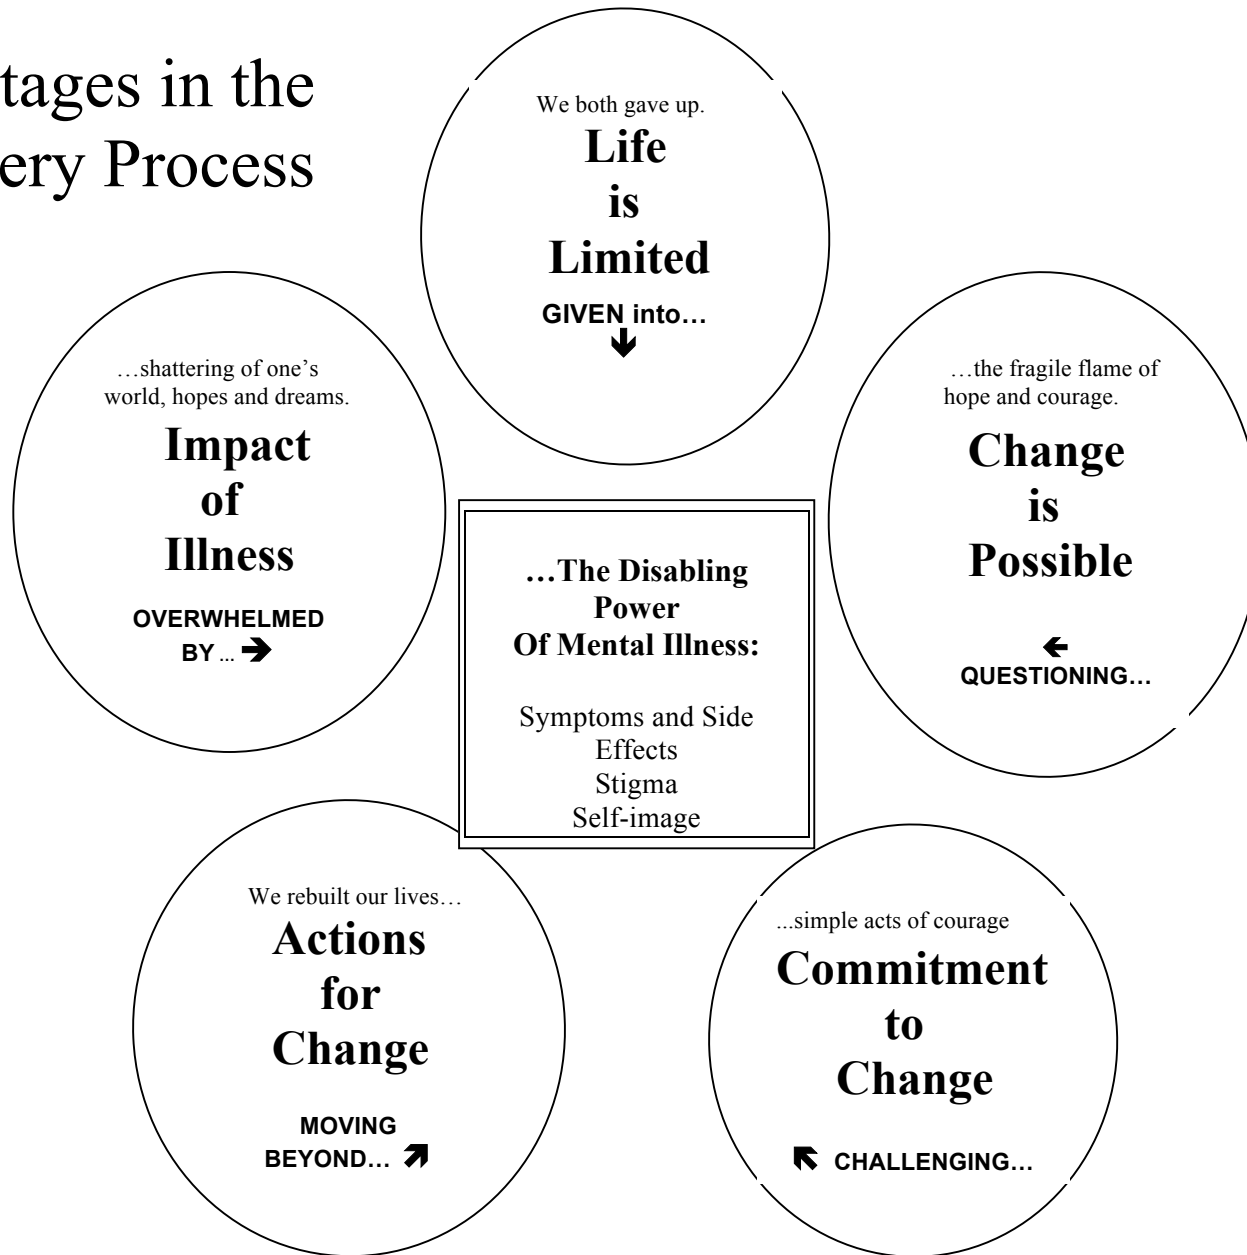 tages in the
ery Process
We both gave up.
Life
is
Limited
GIVEN into…
…shattering of one’s
world, hopes and dreams.
Impact
of
Illness
OVERWHELMED
BY ...
…the fragile flame of
hope and courage.
Change
is
Possible
QUESTIONING…
…The Disabling
Power
Of Mental Illness:
Symptoms and Side
Effects
Stigma
Self-image
We rebuilt our lives…
Actions
for
Change
MOVING
BEYOND…
...simple acts of courage
Commitment
to
Change
CHALLENGING…